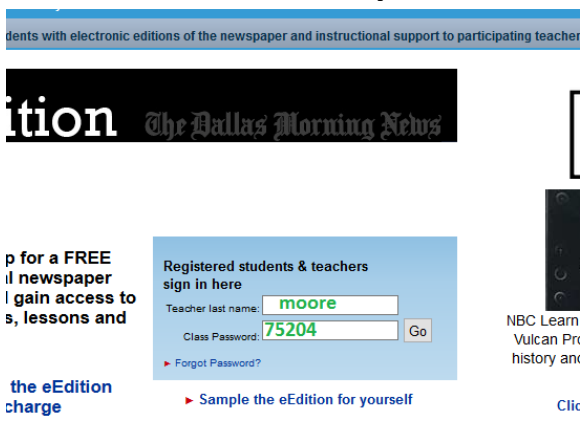 dents with electronic editions of the newspaper and instructional support to participating teacher
ition The Dallas Morning News
p for a FREE
al newspaper
l gain access to
s, lessons and
the eEdition
charge
Registered students & teachers
sign in here
Teacher last name: moore
Class Password: 75204 Go
Forgot Password?
Sample the eEdition for yourself
NBC Learn
Vulcan Pro
history and
Clic